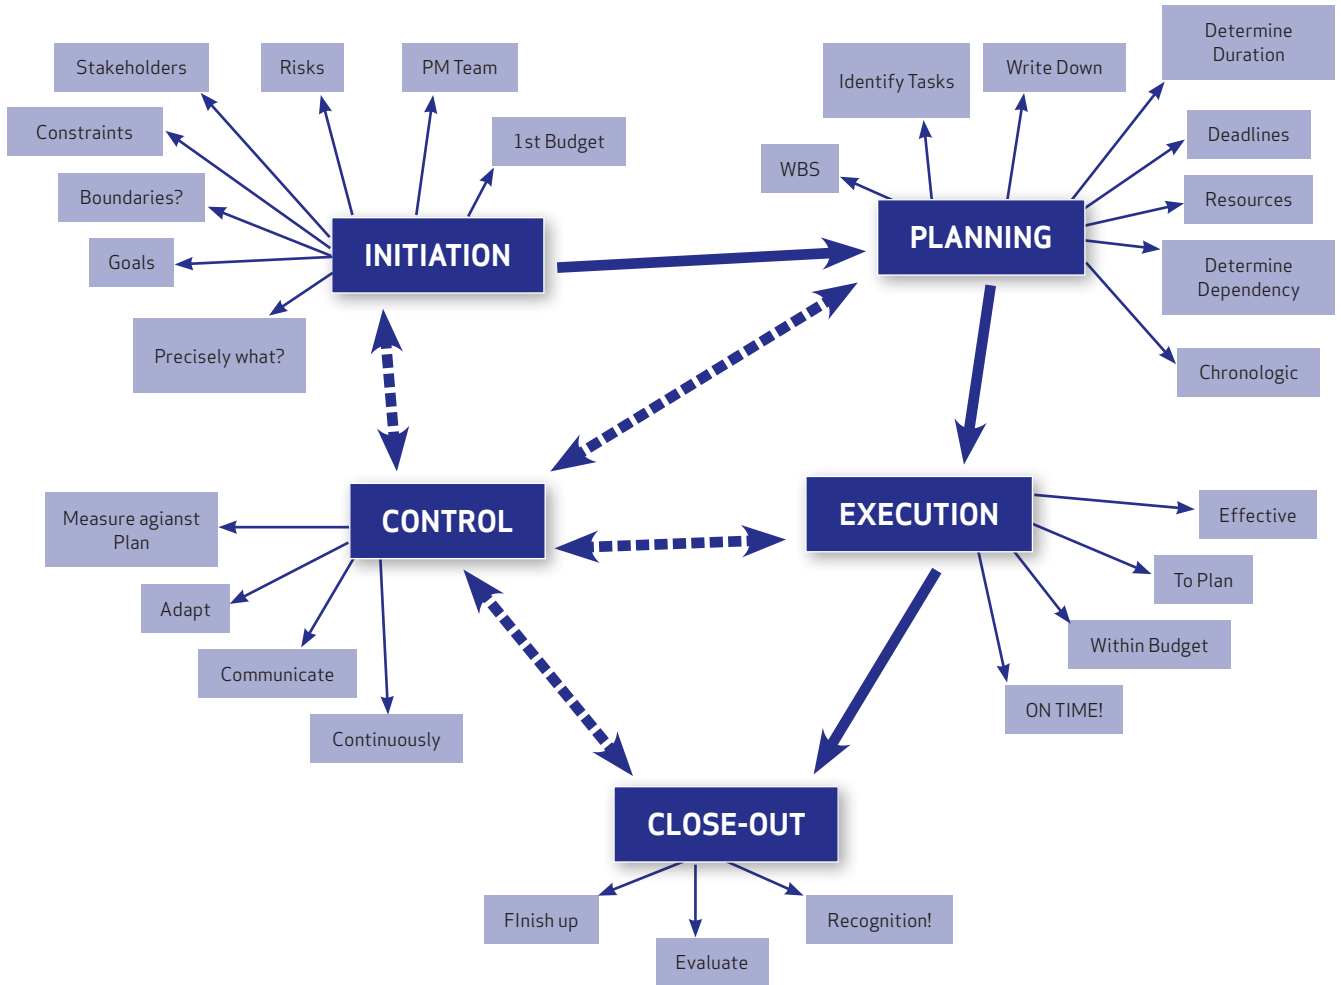 Stakeholders
Risks
PM Team
Constraints
1st Budget
Boundaries?
Goals
Precisely what?
INITIATION
Determine
Duration
Identify Tasks
Write Down
WBS
Deadlines
Resources
Determine
Dependency
Chronologic
PLANNING
CONTROL
Measure agianst
Plan
Adapt
Communicate
Continuously
EXECUTION
Effective
To Plan
Within Budget
ON TIME!
CLOSE-OUT
FInish up
Evaluate
Recognition!